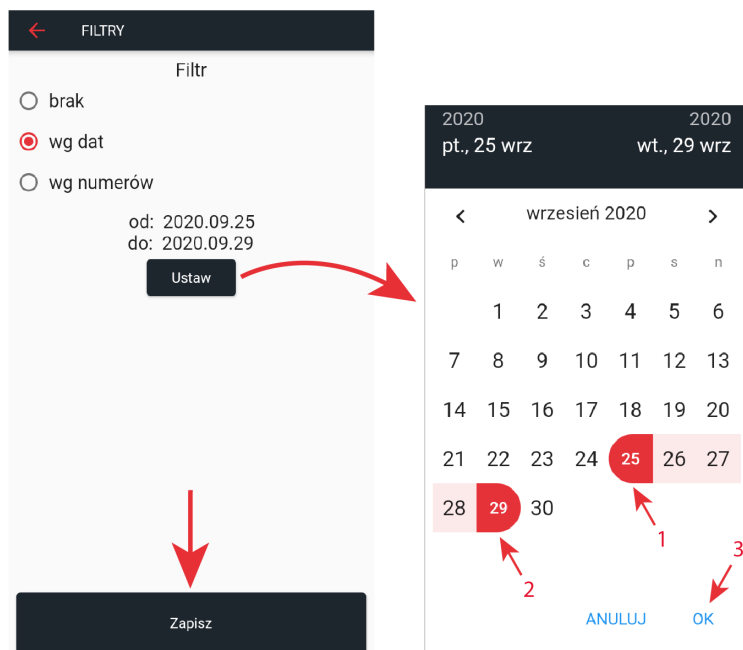 FILTRY
Filtr
brak
wg dat
wg numerów
od: 2020.09.25
do: 2020.09.29
Ustaw
Zapisz
2020 2020
pt., 25 wrz wt., 29 wrz
wrzesień 2020
p w ś c p s n
1 2 3 4 5 6
7 8 9 10 11 12 13
14 15 16 17 18 19 20
21 22 23 24 25 26 27
28 29 30
1
2
3
ANULUJ OK